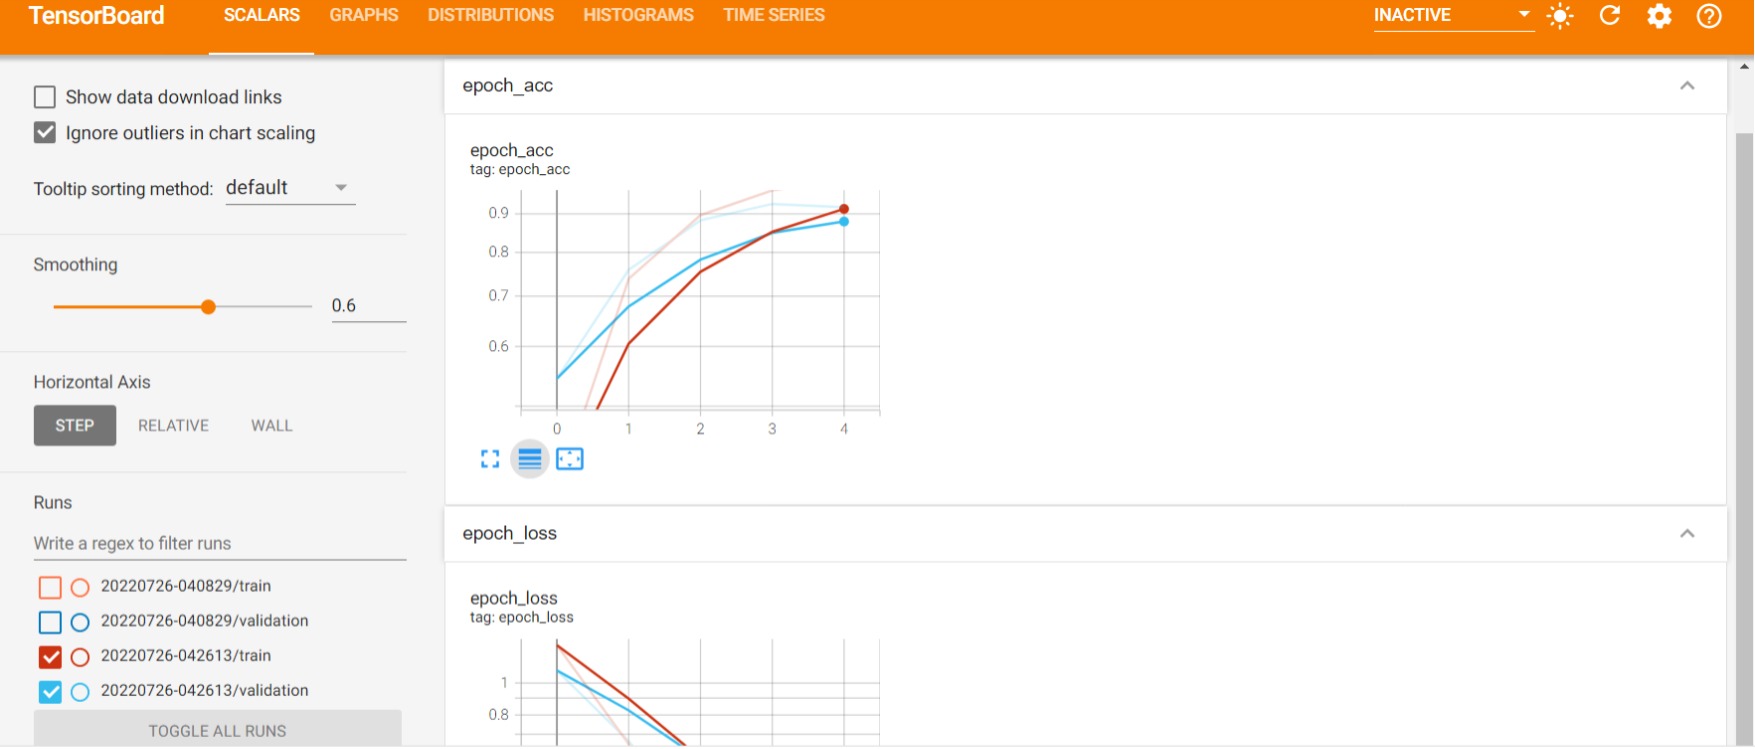 TensorBoard SCALARS GRAPHS DISTRIBUTIONS HISTOGRAMS TIME SERIES INACTIVE
Show data download links
Ignore outliers in chart scaling
Tooltip sorting method: default
Smoothing
0.6
Horizontal Axis
STEP RELATIVE WALL
Runs
Write a regex to filter runs
20220726-040829/train
20220726-040829/validation
20220726-042613/train
20220726-042613/validation
TOGGLE ALL RUNS
epoch_acc
epoch_acc
tag: epoch_acc
0.9
0.8
0.7
0.6
0 1 2 3 4
epoch_loss
epoch_loss
tag: epoch_loss
1
0.8